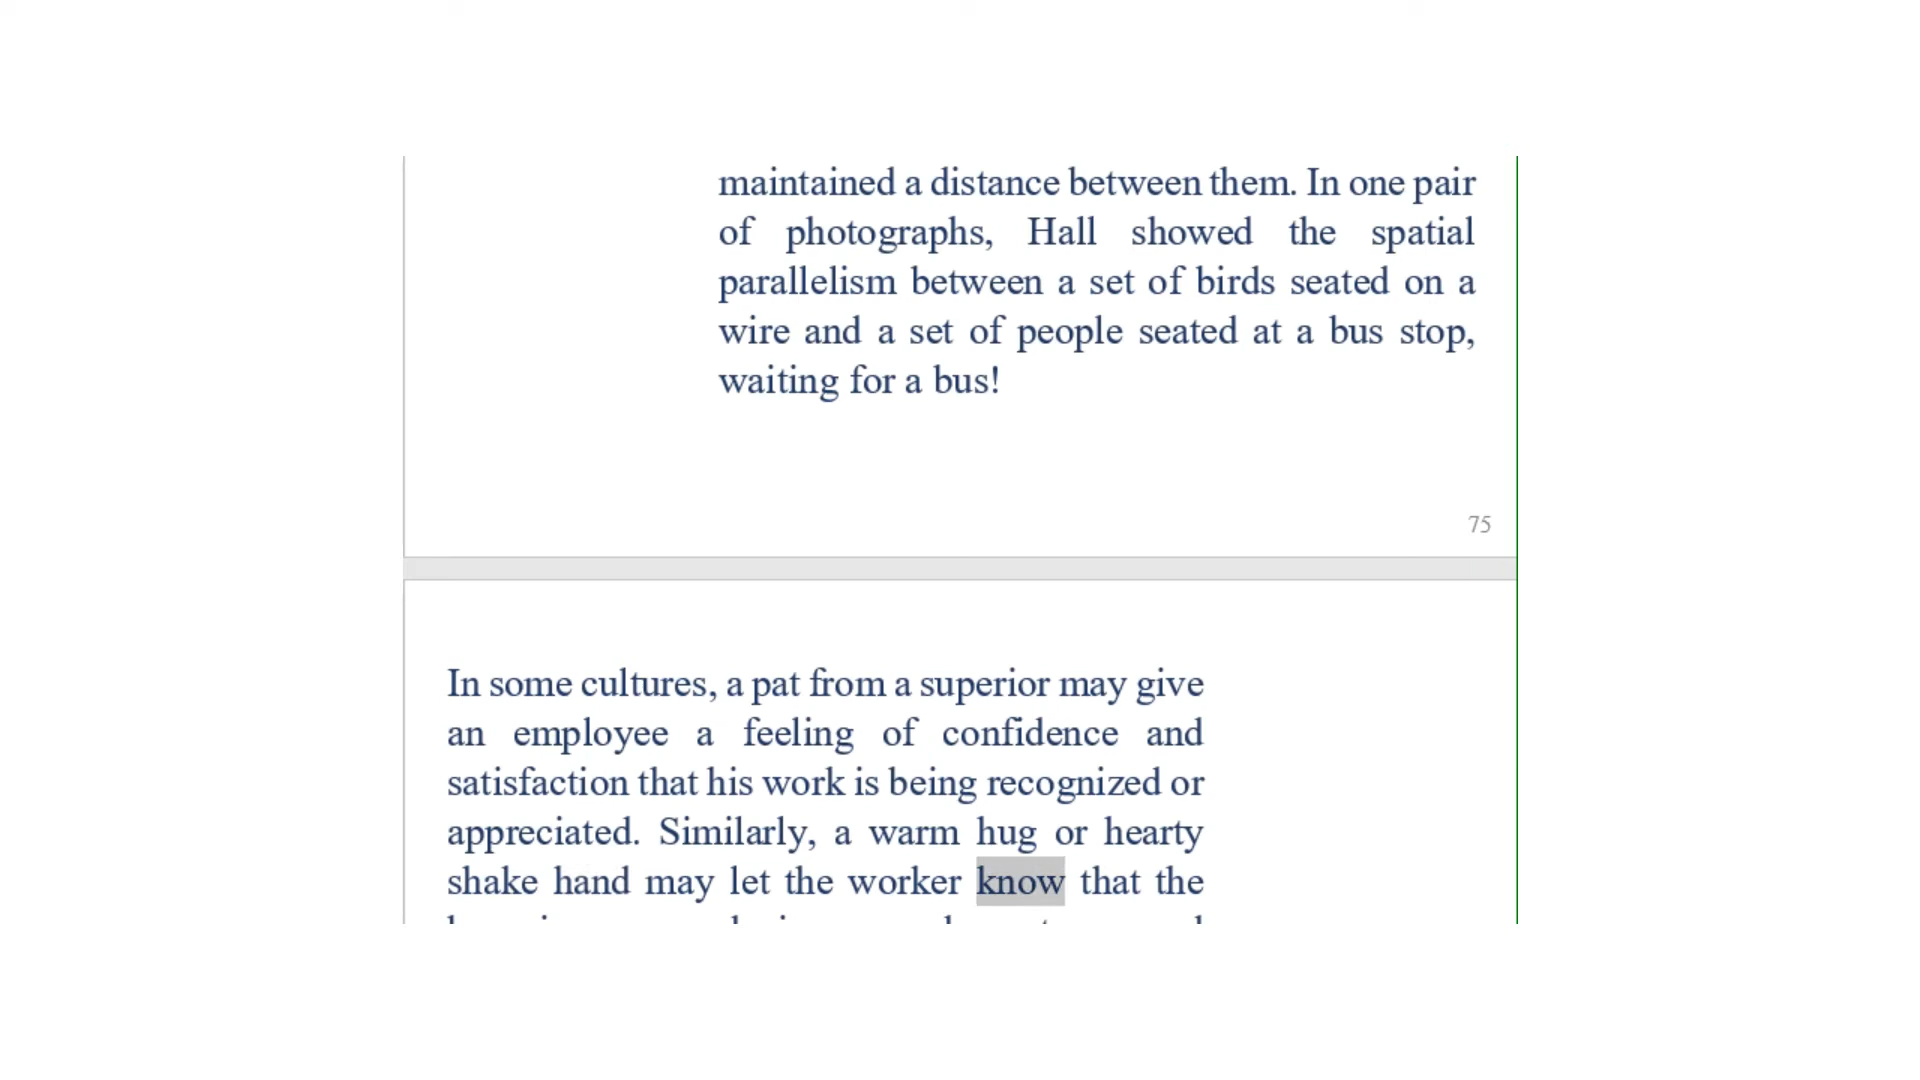 maintained a distance between them. In one pair
of photographs, Hall showed the spatial
parallelism between a set of birds seated on a
wire and a set of people seated at a bus stop,
waiting for a bus!
75
In some cultures, a pat from a superior may give
an employee a feeling of confidence and
satisfaction that his work is being recognized or
appreciated. Similarly, a warm hug or hearty
shake hand may let the worker know that the